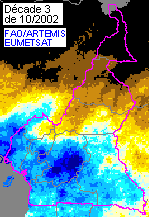 Décade 3
de 10/2002
FAO/ARTEMIS
EUMETSAT